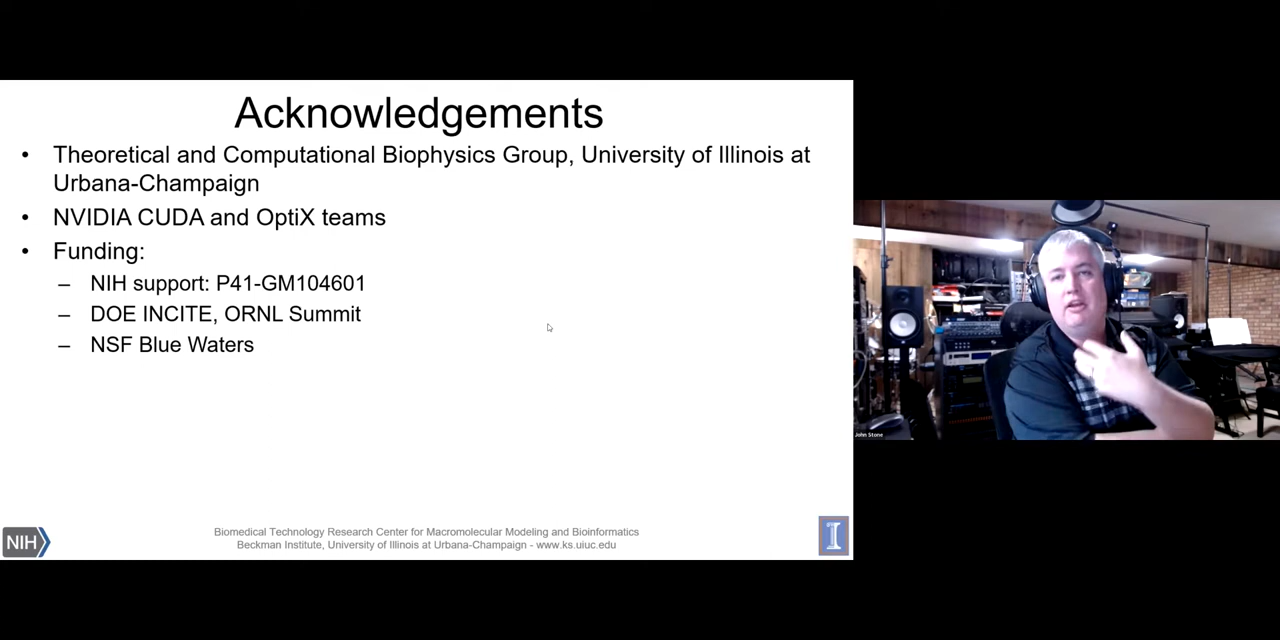 Acknowledgements
• Theoretical and Computational Biophysics Group, University of Illinois at
Urbana-Champaign
• NVIDIA CUDA and OptiX teams
• Funding:
– NIH support: P41-GM104601
– DOE INCITE, ORNL Summit
– NSF Blue Waters
Biomedical Technology Research Center for Macromolecular Modeling and Bioinformatics
Beckman Institute, University of Illinois at Urbana-Champaign - www.ks.uiuc.edu
NIH
I
John Stone